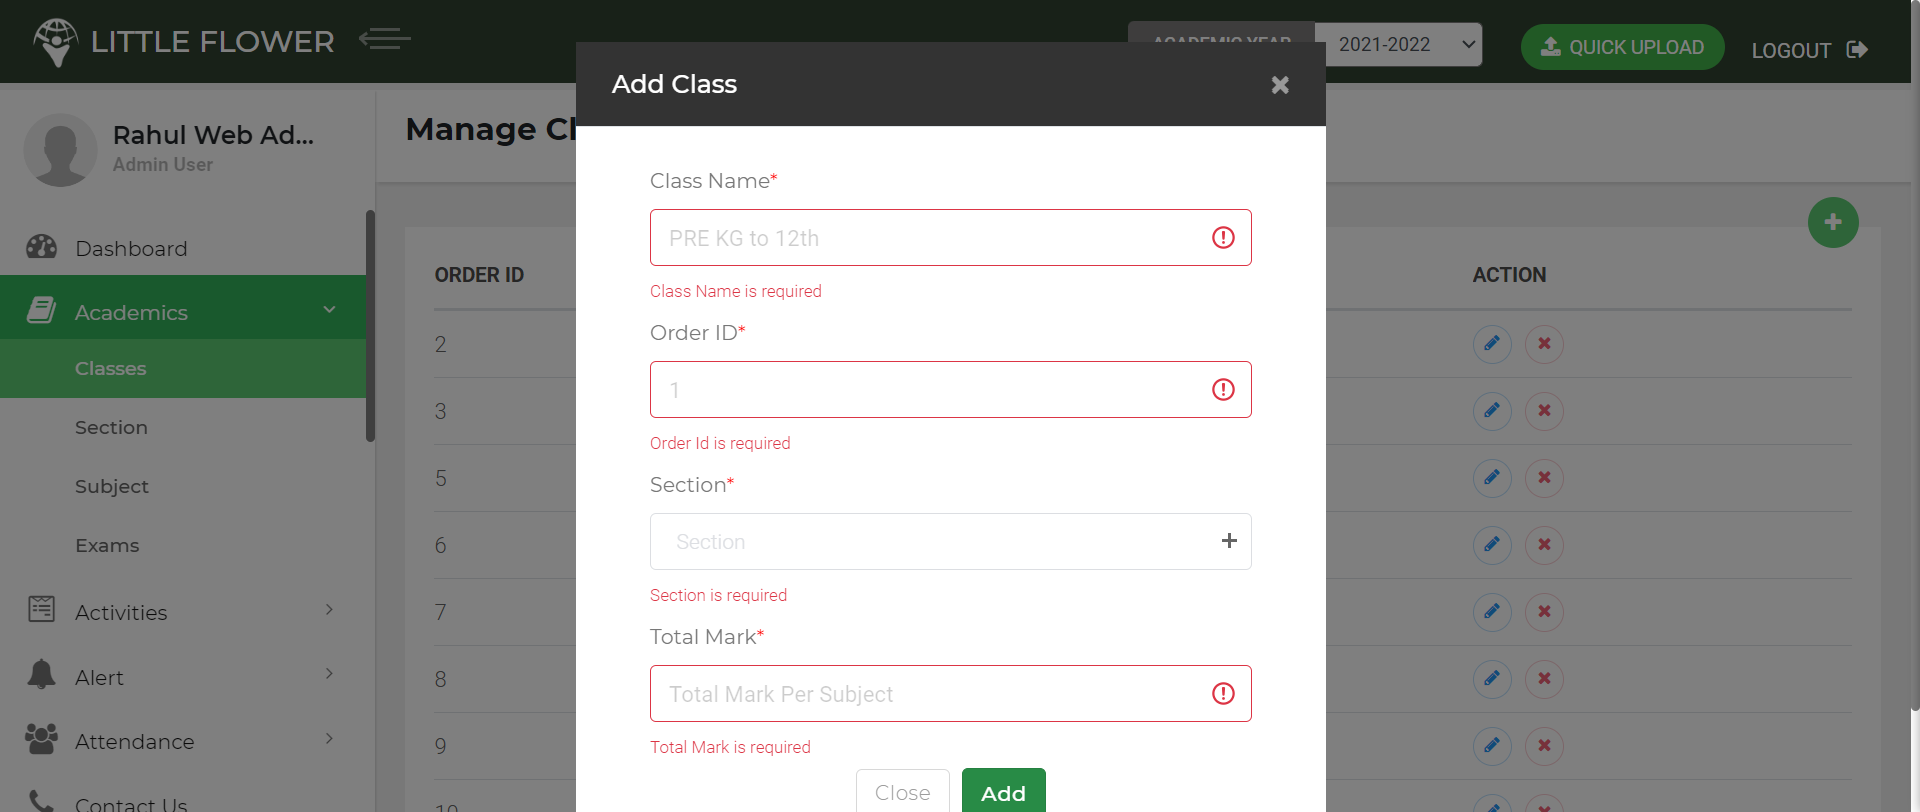 LITTLE FLOWER
ACADEMIC YEAR
2021-2022
QUICK UPLOAD
LOGOUT
Rahul Web Ad...
Admin User
Dashboard
Academics
Classes
Section
Subject
Exams
Activities
Alert
Attendance
Contact Us
Manage Cl
ORDER ID
ACTION
2
3
5
6
7
8
9
10
Add Class
Class Name*
PRE KG to 12th
Class Name is required
Order ID*
1
Order Id is required
Section*
Section
Section is required
Total Mark*
Total Mark Per Subject
Total Mark is required
Close
Add